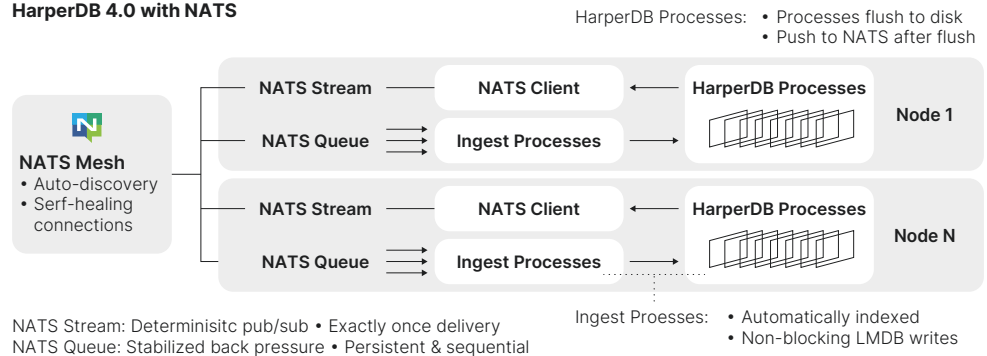 HarperDB 4.0 with NATS
HarperDB Processes: • Processes flush to disk
• Push to NATS after flush
NATS Mesh
• Auto-discovery
• Serf-healing
connections
NATS Stream
NATS Client
HarperDB Processes
Node 1
NATS Queue
Ingest Processes
NATS Stream
NATS Client
HarperDB Processes
Node N
NATS Queue
Ingest Processes
NATS Stream: Determinisitc pub/sub • Exactly once delivery
NATS Queue: Stabilized back pressure • Persistent & sequential
Ingest Proesses: • Automatically indexed
• Non-blocking LMDB writes